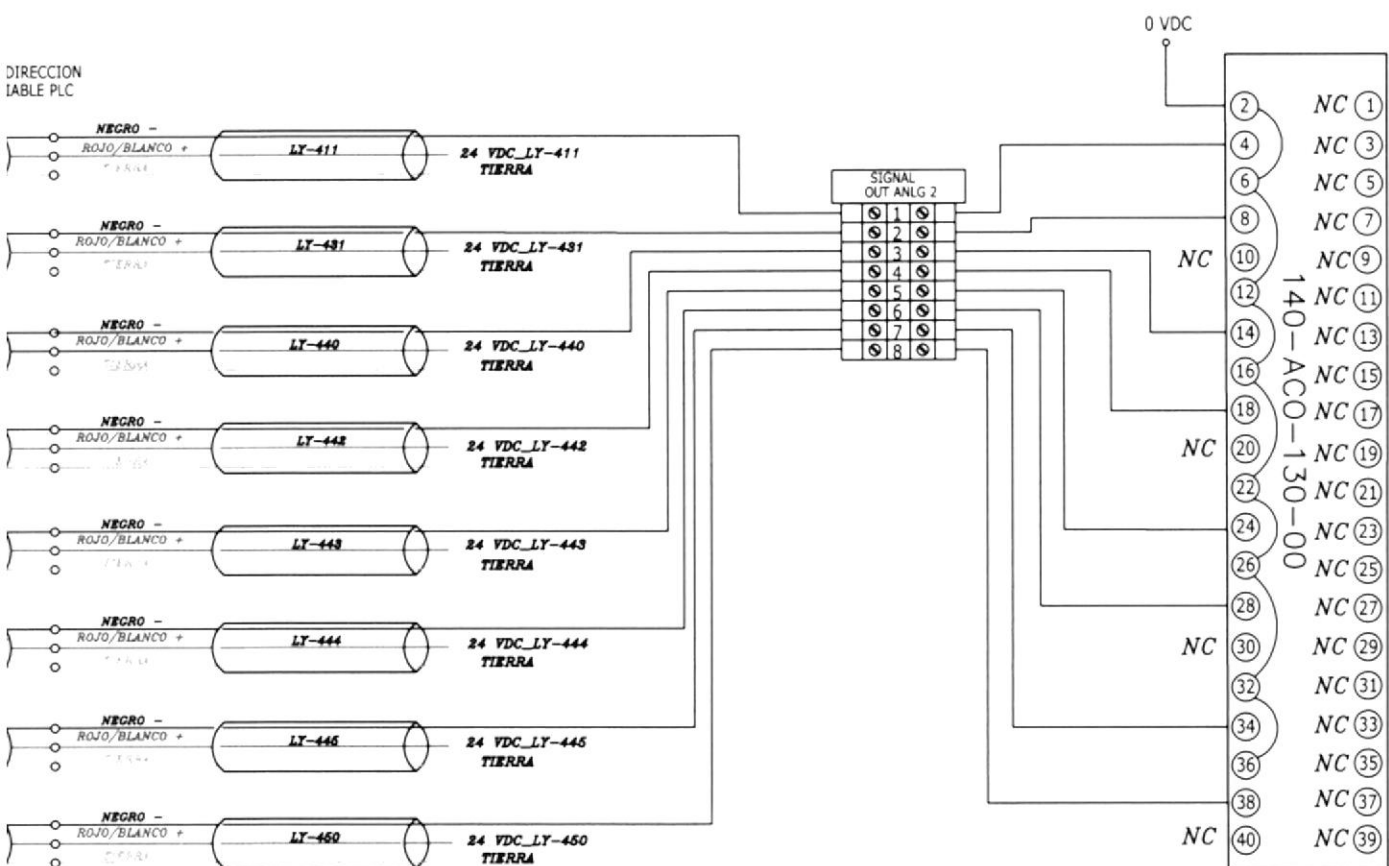 0 VDC
DIRECCION
IABLE PLC
NEGRO -
ROJO/BLANCO +
TIERRA
LY-411
24 VDC_LY-411
TIERRA
NEGRO -
ROJO/BLANCO +
TIERRA
LY-431
24 VDC_LY-431
TIERRA
NEGRO -
ROJO/BLANCO +
LY-440
24 VDC_LY-440
TIERRA
NEGRO -
ROJO/BLANCO +
LY-442
24 VDC_LY-442
TIERRA
NEGRO -
ROJO/BLANCO +
LY-443
24 VDC_LY-443
TIERRA
NEGRO -
ROJO/BLANCO +
LY-444
24 VDC_LY-444
TIERRA
NEGRO -
ROJO/BLANCO +
LY-445
24 VDC_LY-445
TIERRA
NEGRO -
ROJO/BLANCO +
TIERRA
LY-450
24 VDC_LY-450
TIERRA
SIGNAL
OUT ANLG 2
1
2
3
4
5
6
7
8
2 NC 1
4 NC 3
6 NC 5
8 NC 7
NC 10 NC 9
12 NC 11
14 NC 13
16 NC 15
18 NC 17
NC 20 NC 19
22 NC 21
24 NC 23
26 NC 25
28 NC 27
NC 30 NC 29
32 NC 31
34 NC 33
36 NC 35
38 NC 37
NC 40 NC 39
140-ACO-130-00